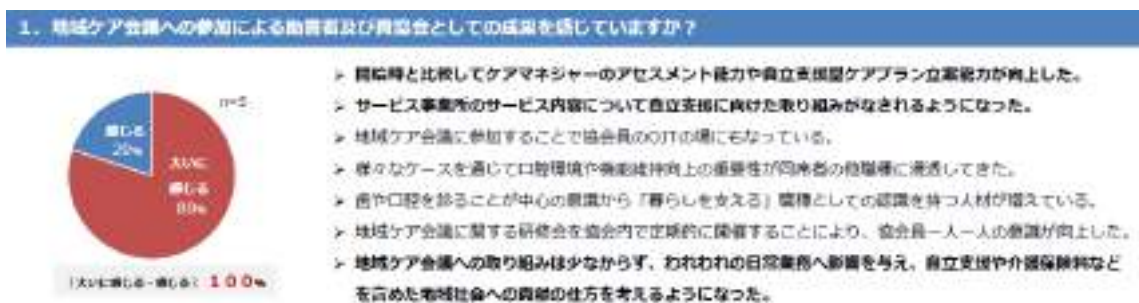 1. 地域ケア会議への参加による助言者及び貴協会としての成果を感じていますか?
n=5
感じる
20%
大いに
感じる
80%
「大いに感じる・感じる」 100%
➢ 開始時と比較してケアマネジャーのアセスメント能力や自立支援型ケアプラン立案能力が向上した。
➢ サービス事業所のサービス内容について自立支援に向けた取り組みがなされるようになった。
➢ 地域ケア会議に参加することで協会員のOJTの場にもなっている。
➢ 様々なケースを通じて口腔環境や機能維持向上の重要性が同席者の他職種に浸透してきた。
➢ 歯や口腔を診ることが中心の意識から「暮らしを支える」職種としての認識を持つ人材が増えている。
➢ 地域ケア会議に関する研修会を協会内で定期的に開催することにより、協会員一人一人の意識が向上した。
➢ 地域ケア会議への取り組みは少なからず、われわれの日常業務へ影響を与え、自立支援や介護保険料など
を含めた地域社会への貢献の仕方を考えるようになった。